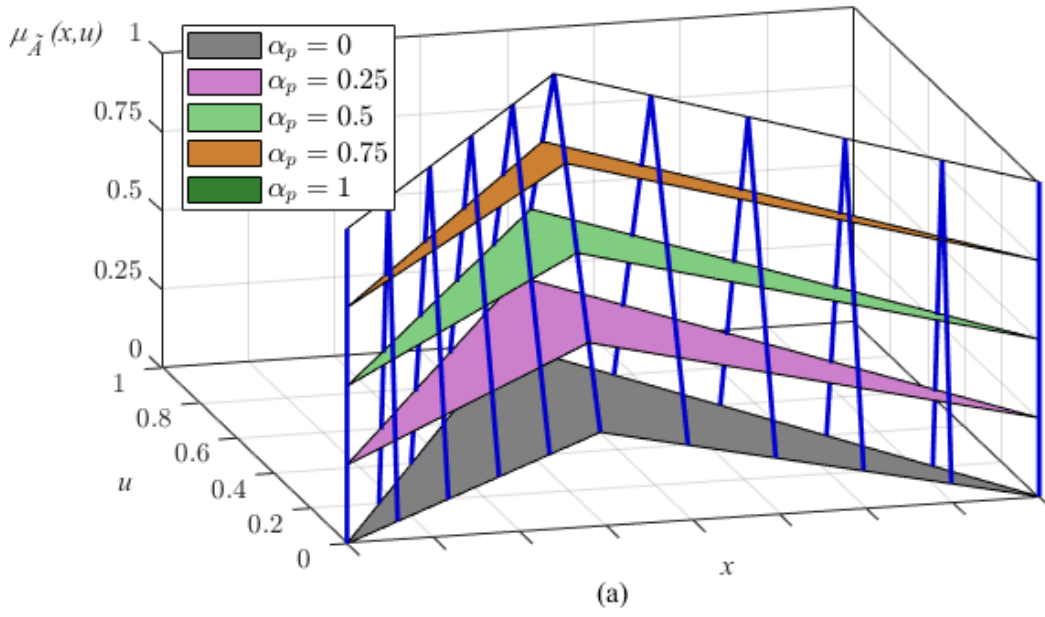 μ_Ã (x,u)
1
0.75
0.5
0.25
0
α_p = 0
α_p = 0.25
α_p = 0.5
α_p = 0.75
α_p = 1
1
0.8
0.6
0.4
0.2
0
u
x
(a)